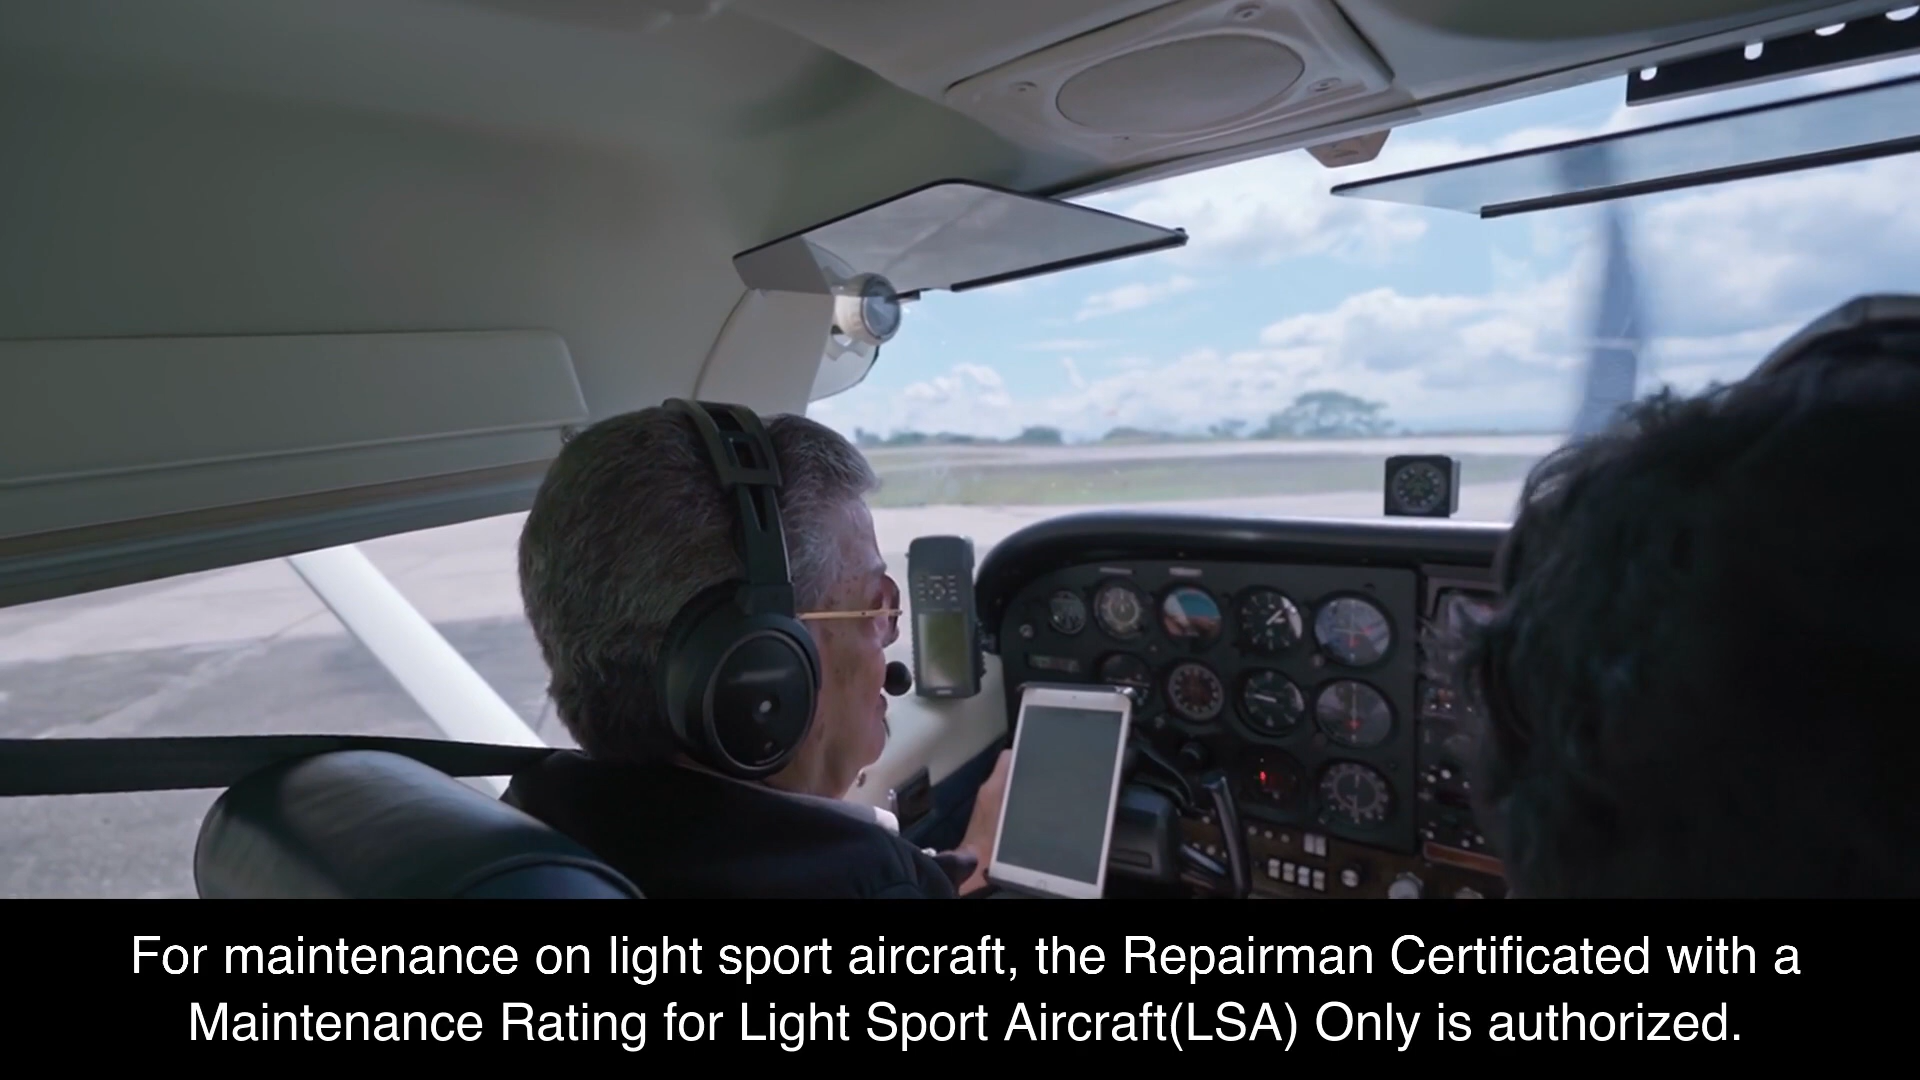 For maintenance on light sport aircraft, the Repairman Certificated with a
Maintenance Rating for Light Sport Aircraft(LSA) Only is authorized.